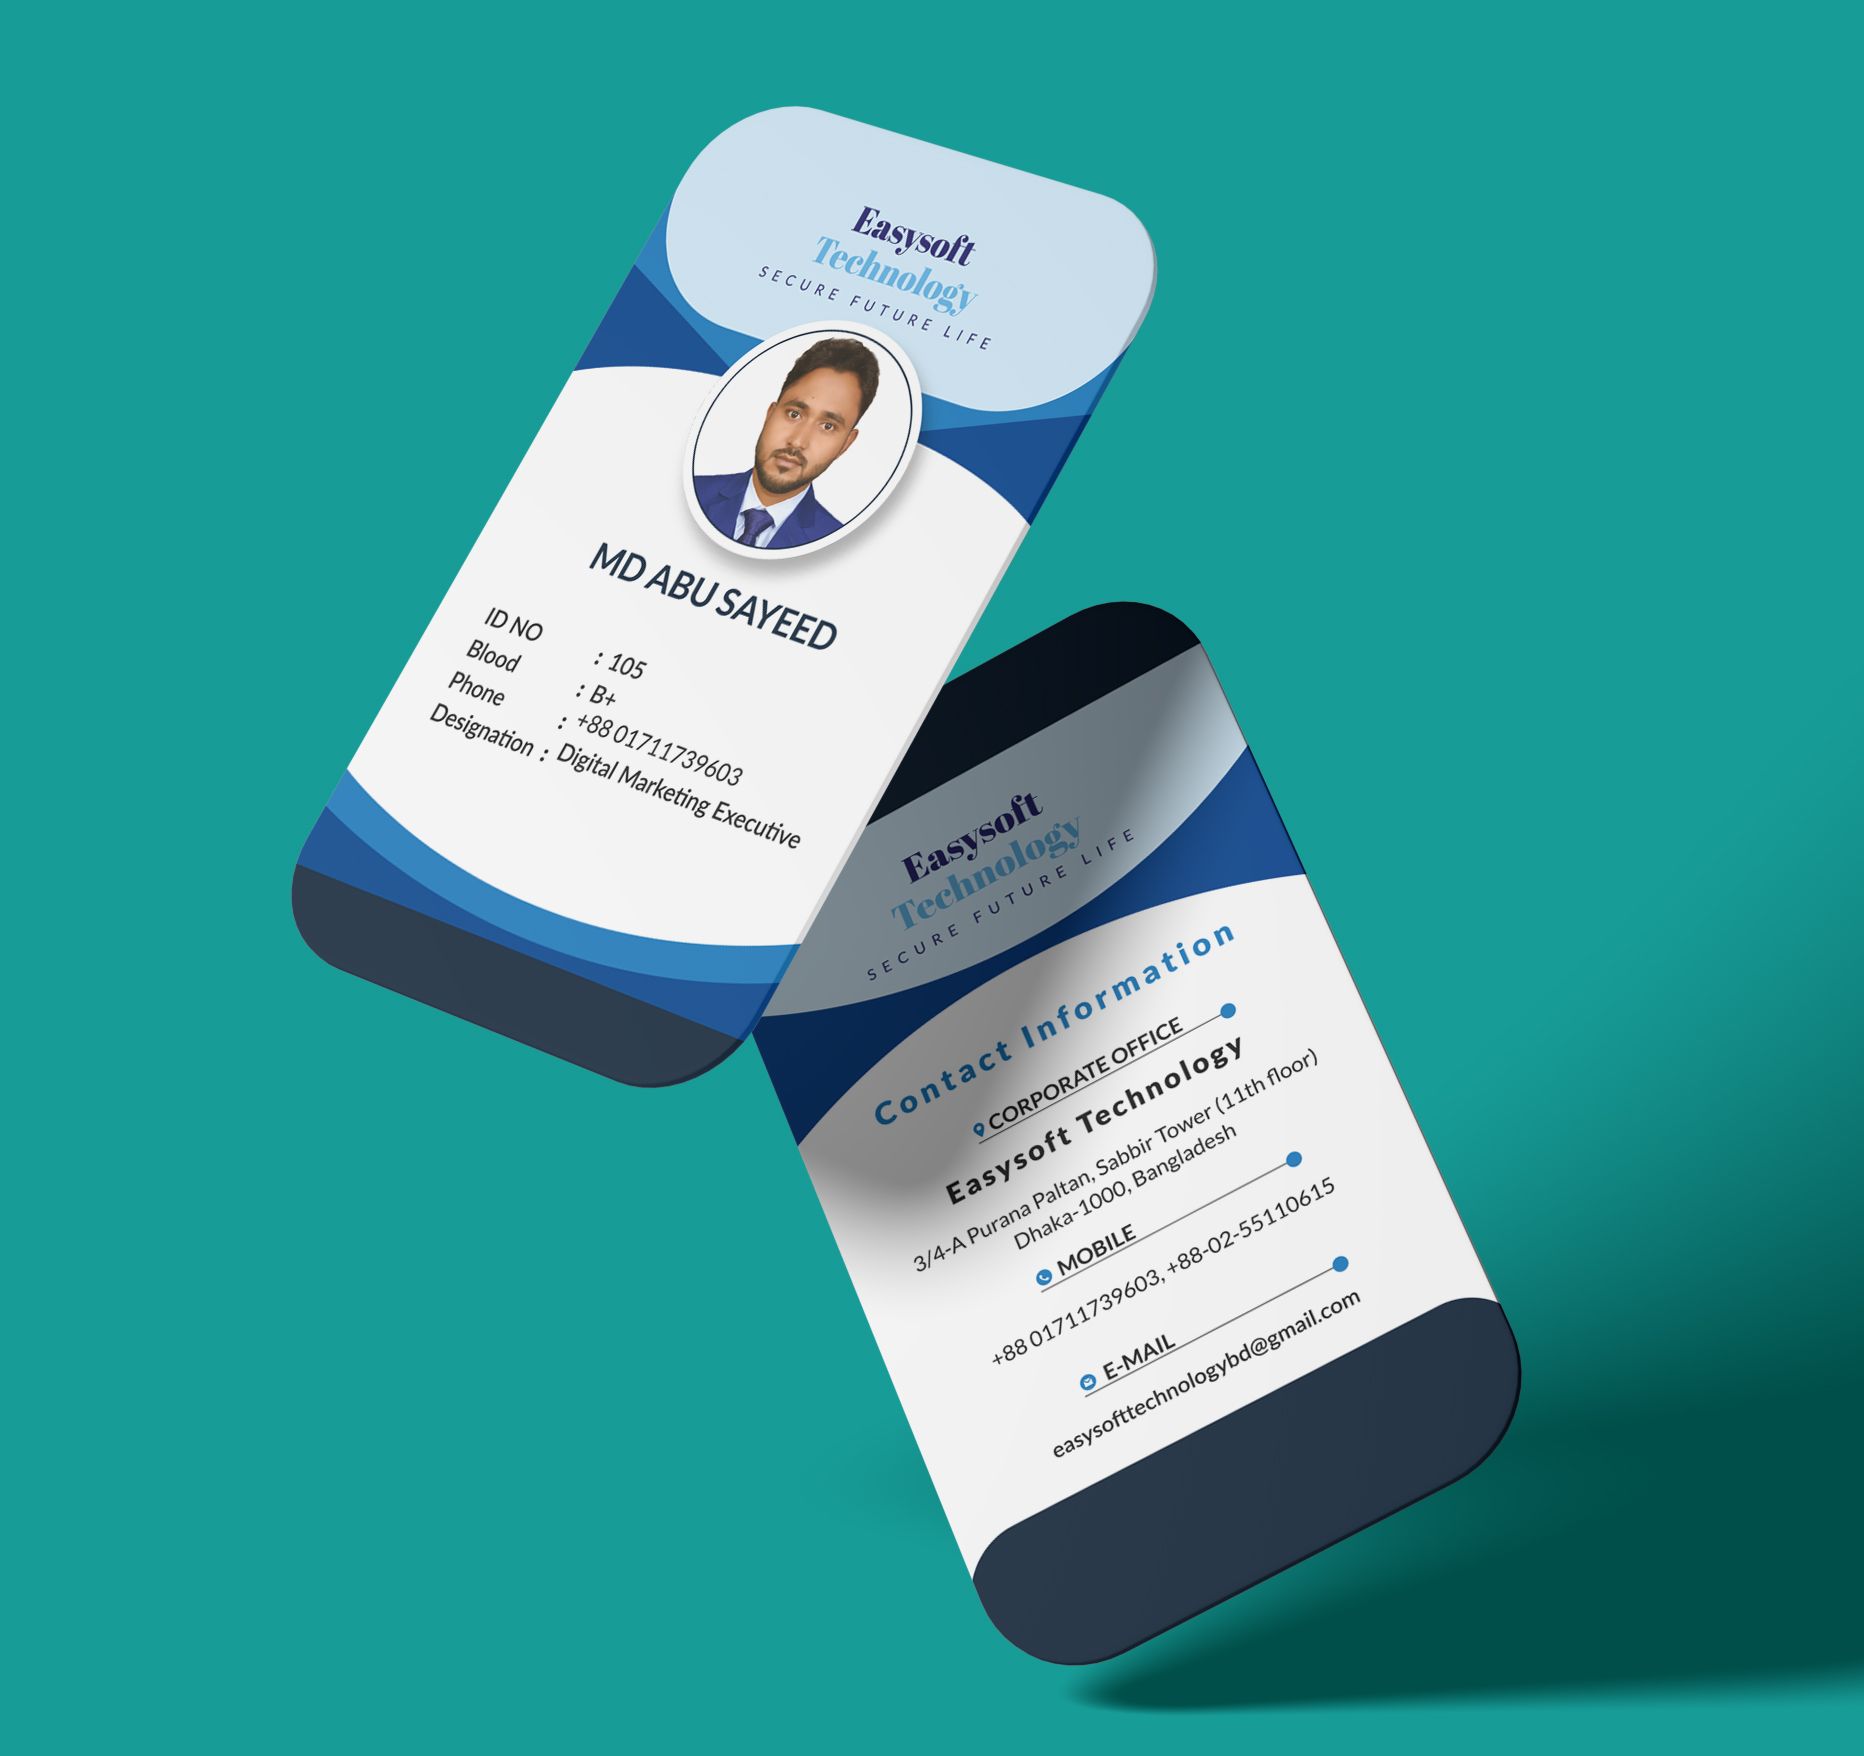 Easysoft
Technology
SECURE FUTURE LIFE
MD ABU SAYEED
ID NO : 105
Blood : B+
Phone : +88 01711739603
Designation : Digital Marketing Executive
Easysoft
Technology
SECURE FUTURE LIFE
Contact Information
CORPORATE OFFICE
Easysoft Technology
3/4-A Purana Paltan, Sabbir Tower (11th floor)
Dhaka-1000, Bangladesh
MOBILE
+88 01711739603, +88-02-55110615
E-MAIL
easysofttechnologybd@gmail.com